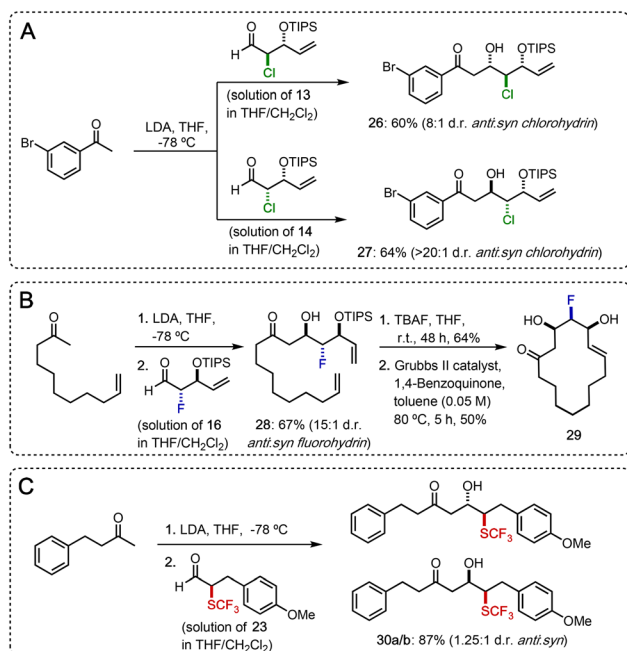 A
OTIPS
O
H
Cl
(solution of 13
in THF/CH2Cl2)
O
Br
LDA, THF,
-78 ºC
O OH OTIPS
Br
Cl
26: 60% (8:1 d.r. anti:syn chlorohydrin)
O OTIPS
H
Cl
(solution of 14
in THF/CH2Cl2)
O OH OTIPS
Br
Cl
27: 64% (>20:1 d.r. anti:syn chlorohydrin)
B
O
1. LDA, THF,
-78 ºC
2. O OTIPS
H
F
(solution of 16
in THF/CH2Cl2)
O OH OTIPS
F
28: 67% (15:1 d.r.
anti:syn fluorohydrin)
1. TBAF, THF,
r.t., 48 h, 64%
2. Grubbs II catalyst,
1,4-Benzoquinone,
toluene (0.05 M)
80 ºC, 5 h, 50%
F
HO OH
O
29
C
O
1. LDA, THF, -78 ºC
2. O
H
SCF3
OMe
(solution of 23
in THF/CH2Cl2)
O OH
SCF3
OMe
O OH
SCF3
OMe
30a/b: 87% (1.25:1 d.r. anti:syn)